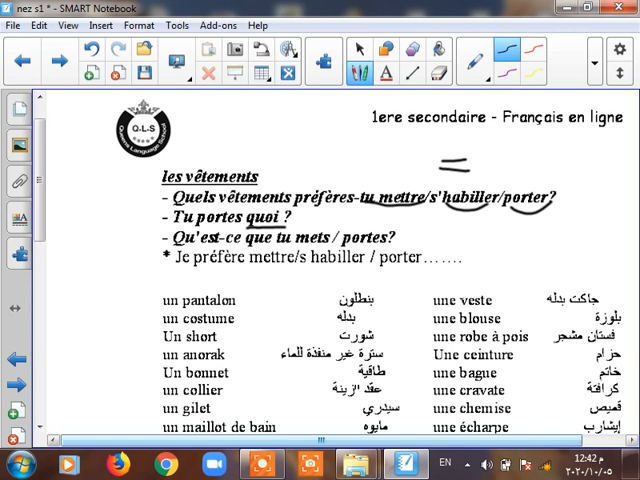 nez s1 * - SMART Notebook
File Edit View Insert Format Tools Add-ons Help
1ere secondaire - Français en ligne
Q-L-S
Queens Language School
les vêtements
- Quels vêtements préfères-tu mettre/s'habiller/porter?
- Tu portes quoi ?
- Qu'est-ce que tu mets / portes?
* Je préfère mettre/s habiller / porter…….
un pantalon بنطلون une veste جاكت بدله
un costume بدله une blouse بلوزة
Un short شورت une robe à pois فستان مشجر
un anorak سترة غير منفذة للماء Une ceinture حزام
Un bonnet طاقية une bague خاتم
un collier عقد "زينة une cravate كرافتة
un gilet سيدري une chemise قميص
un maillot de bain مايوه une écharpe إيشارب
EN
12:42 م
٢٠٢٠/١٠/٠٥